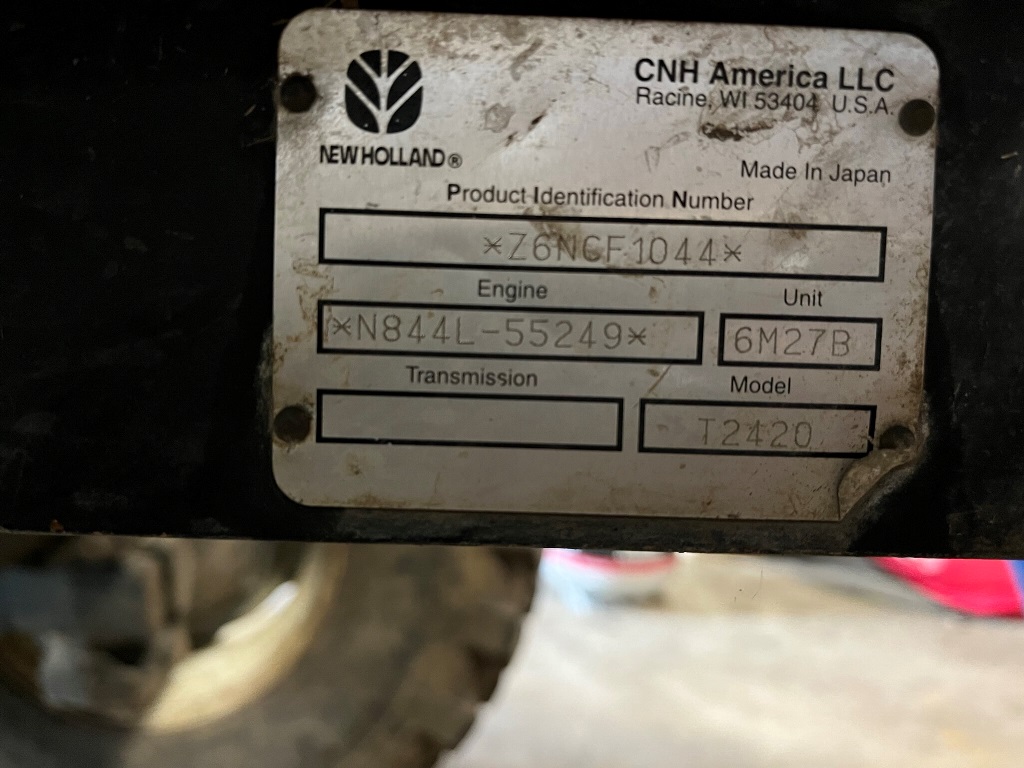 CNH America LLC
Racine, WI 53404 U.S.A.
NEW HOLLAND®
Made In Japan
Product Identification Number
*Z6NCF1044*
Engine
Unit
*N844L-55249*
6M27B
Transmission
Model
T2420